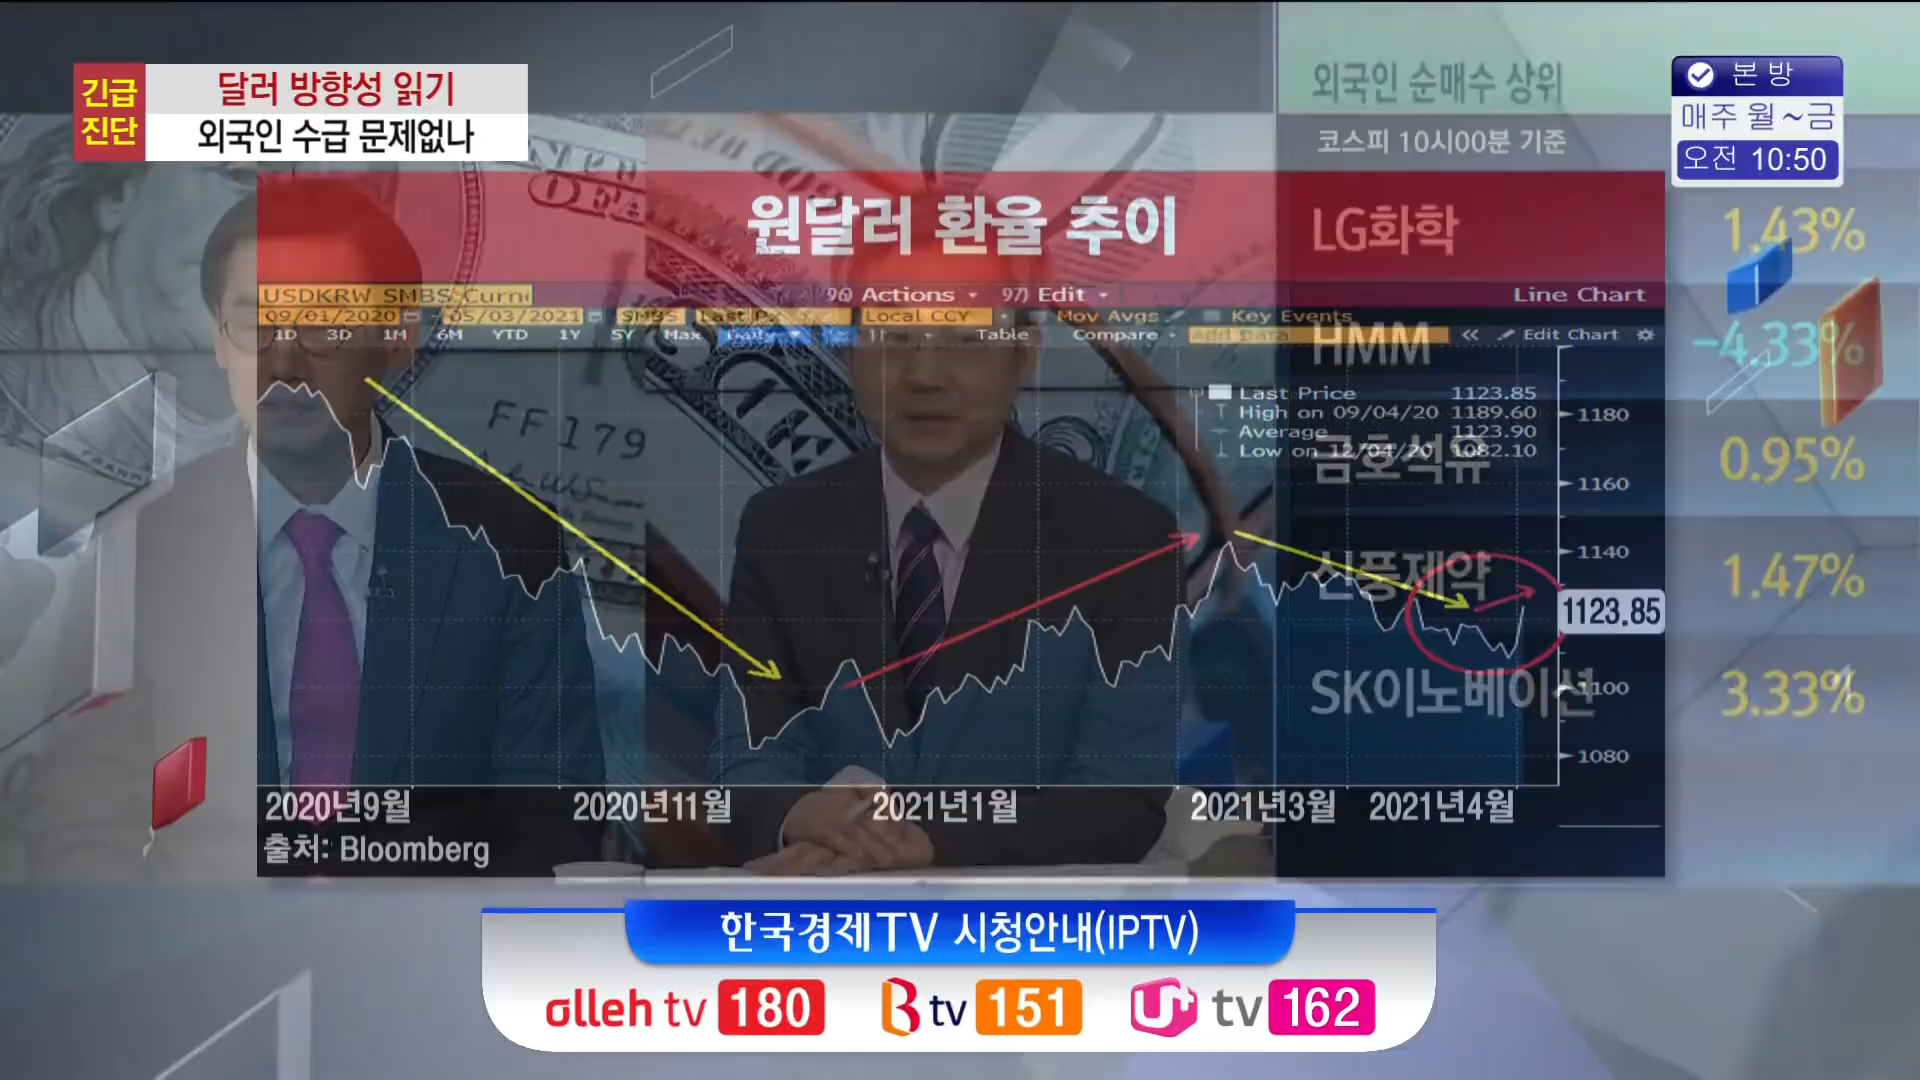 긴급
진단
달러 방향성 읽기
외국인 수급 문제없나
본 방
매주 월~금
오전 10:50
외국인 순매수 상위
코스피 10시00분 기준
원달러 환율 추이
LG화학
1.43%
HMM
-4.33%
금호석유
0.95%
신풍제약
1.47%
SK이노베이션
3.33%
USDKRW SMBS Curn
96) Actions 97) Edit
Line Chart
09/01/2020 - 05/03/2021 SMBS Last Local CCY Mov Avgs Key Events
1D 3D 1M 6M YTD 1Y 5Y Max Daily Table Compare Add Data « Edit Chart
Last Price 1123.85
High on 09/04/20 1189.60
Average 1123.90
Low on 12/04/20 1082.10
1180
1160
1140
1123.85
1100
1080
FF179
2020년9월 2020년11월 2021년1월 2021년3월 2021년4월
출처: Bloomberg
한국경제TV 시청안내(IPTV)
olleh tv 180 B tv 151 U+ tv 162